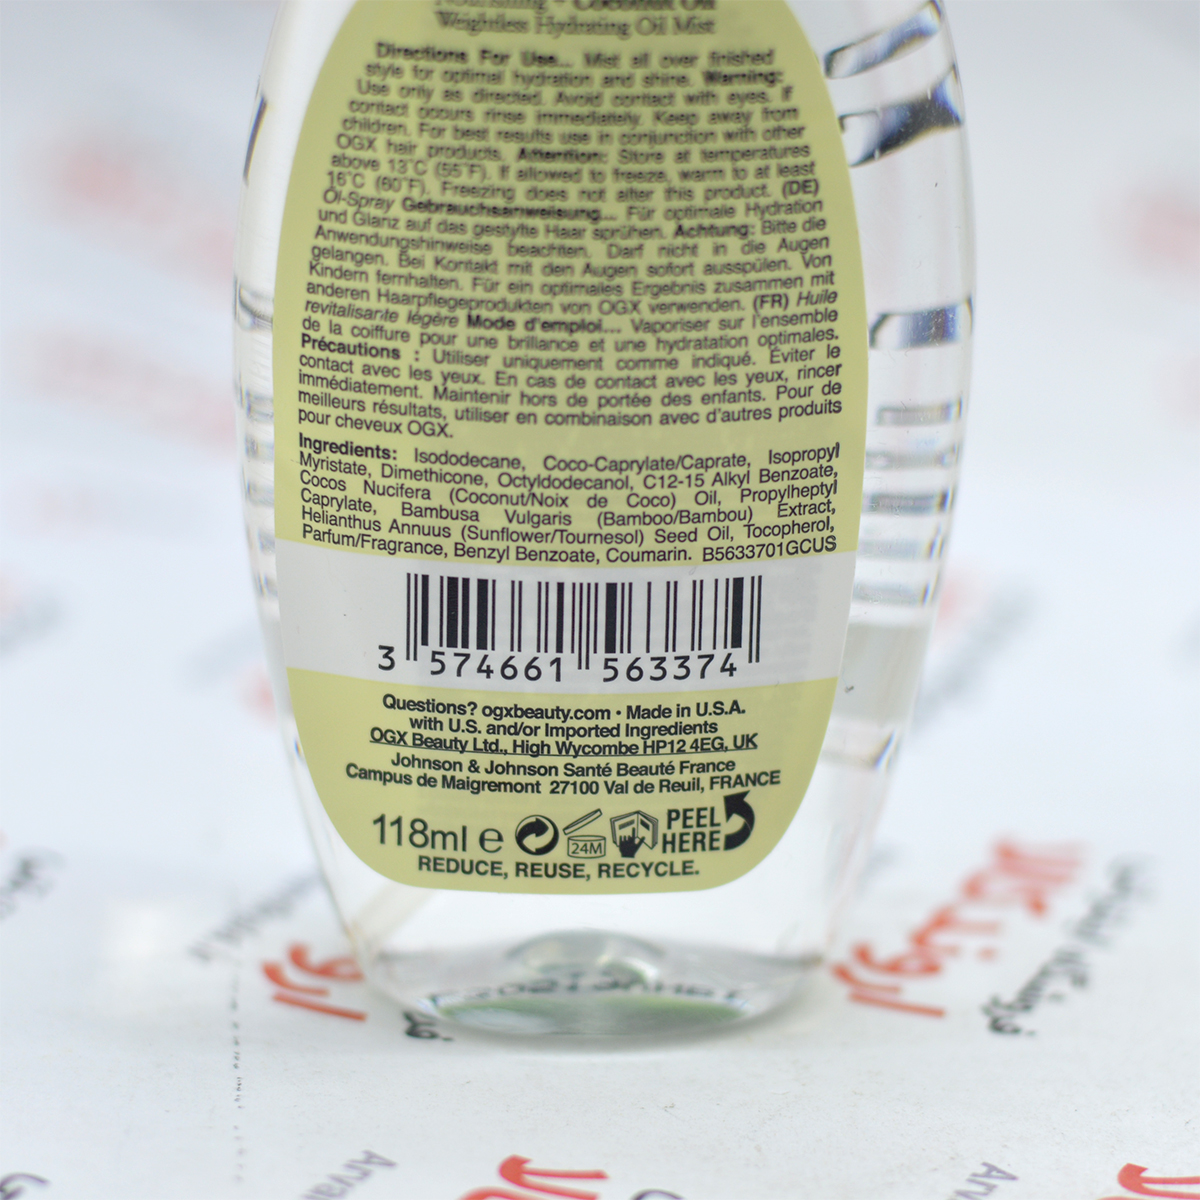 Nourishing + Coconut Oil
Weightless Hydrating Oil Mist
Directions For Use... Mist all over finished
style for optimal hydration and shine. Warning:
Use only as directed. Avoid contact with eyes. If
contact occurs rinse immediately. Keep away from
children. For best results use in conjunction with other
OGX hair products. Attention: Store at temperatures
above 13°C (55°F). If allowed to freeze, warm to at least
16°C (60°F). Freezing does not alter this product. (DE)
Öl-Spray Gebrauchsanweisung... Für optimale Hydration
und Glanz auf das gestylte Haar sprühen. Achtung: Bitte die
Anwendungshinweise beachten. Darf nicht in die Augen
gelangen. Bei Kontakt mit den Augen sofort ausspülen. Von
Kindern fernhalten. Für ein optimales Ergebnis zusammen mit
anderen Haarpflegeprodukten von OGX verwenden. (FR) Huile
revitalisante légère Mode d'emploi... Vaporiser sur l'ensemble
de la coiffure pour une brillance et une hydratation optimales.
Précautions : Utiliser uniquement comme indiqué. Éviter le
contact avec les yeux. En cas de contact avec les yeux, rincer
immédiatement. Maintenir hors de portée des enfants. Pour de
meilleurs résultats, utiliser en combinaison avec d'autres produits
pour cheveux OGX.
Ingredients: Isododecane, Coco-Caprylate/Caprate, Isopropyl
Myristate, Dimethicone, Octyldodecanol, C12-15 Alkyl Benzoate,
Cocos Nucifera (Coconut/Noix de Coco) Oil, Propylheptyl
Caprylate, Bambusa Vulgaris (Bamboo/Bambou) Extract,
Helianthus Annuus (Sunflower/Tournesol) Seed Oil, Tocopherol,
Parfum/Fragrance, Benzyl Benzoate, Coumarin. B5633701GCUS
3 574661 563374
Questions? ogxbeauty.com • Made in U.S.A.
with U.S. and/or Imported Ingredients
OGX Beauty Ltd., High Wycombe HP12 4EG, UK
Johnson & Johnson Santé Beauté France
Campus de Maigremont 27100 Val de Reuil, FRANCE
118ml e 24M PEEL
HERE
REDUCE, REUSE, RECYCLE.